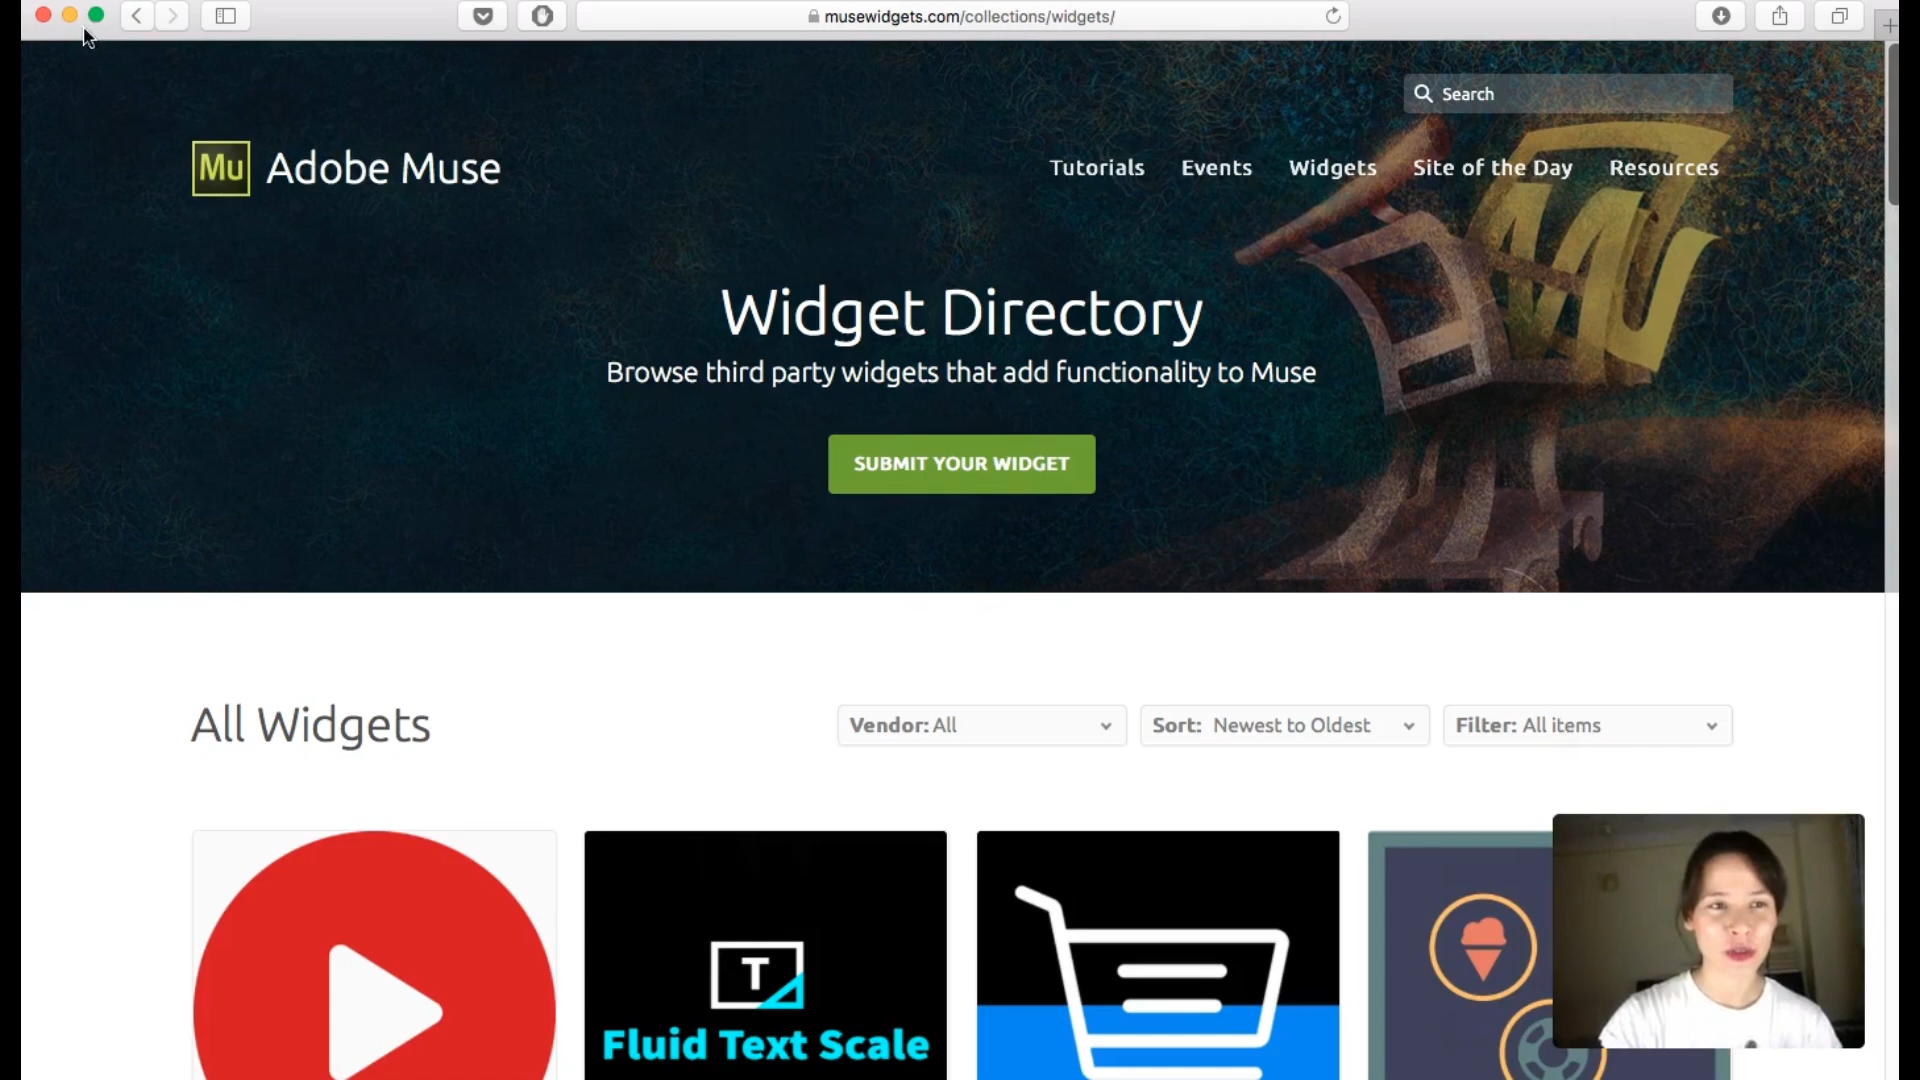 musewidgets.com/collections/widgets/
Search
Mu Adobe Muse
Tutorials Events Widgets Site of the Day Resources
Widget Directory
Browse third party widgets that add functionality to Muse
SUBMIT YOUR WIDGET
All Widgets
Vendor: All
Sort: Newest to Oldest
Filter: All items
T
Fluid Text Scale